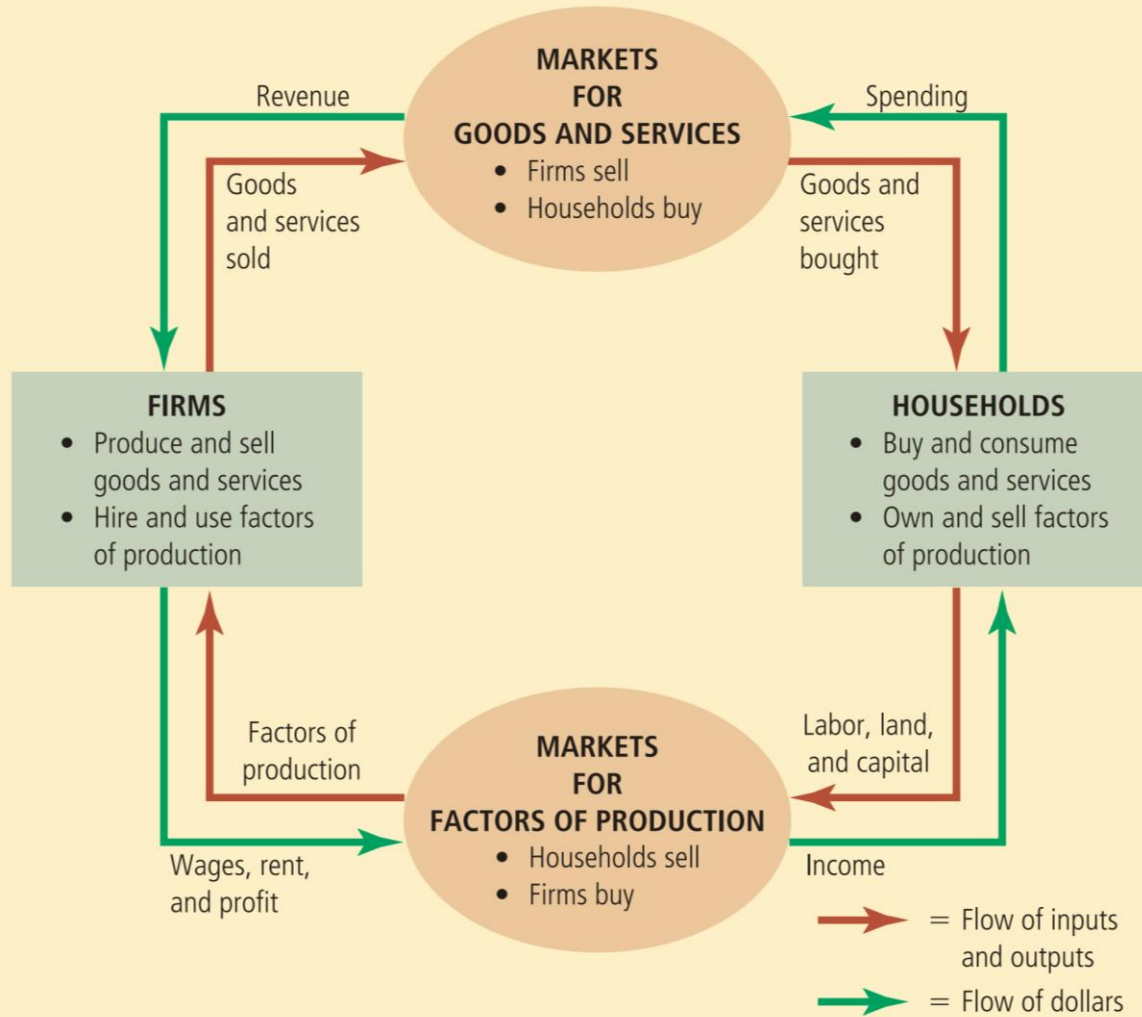 MARKETS
FOR
GOODS AND SERVICES
• Firms sell
• Households buy
Revenue
Goods
and services
sold
Spending
Goods and
services
bought
FIRMS
• Produce and sell
goods and services
• Hire and use factors
of production
HOUSEHOLDS
• Buy and consume
goods and services
• Own and sell factors
of production
Factors of
production
Wages, rent,
and profit
MARKETS
FOR
FACTORS OF PRODUCTION
• Households sell
• Firms buy
Labor, land,
and capital
Income
= Flow of inputs
and outputs
= Flow of dollars